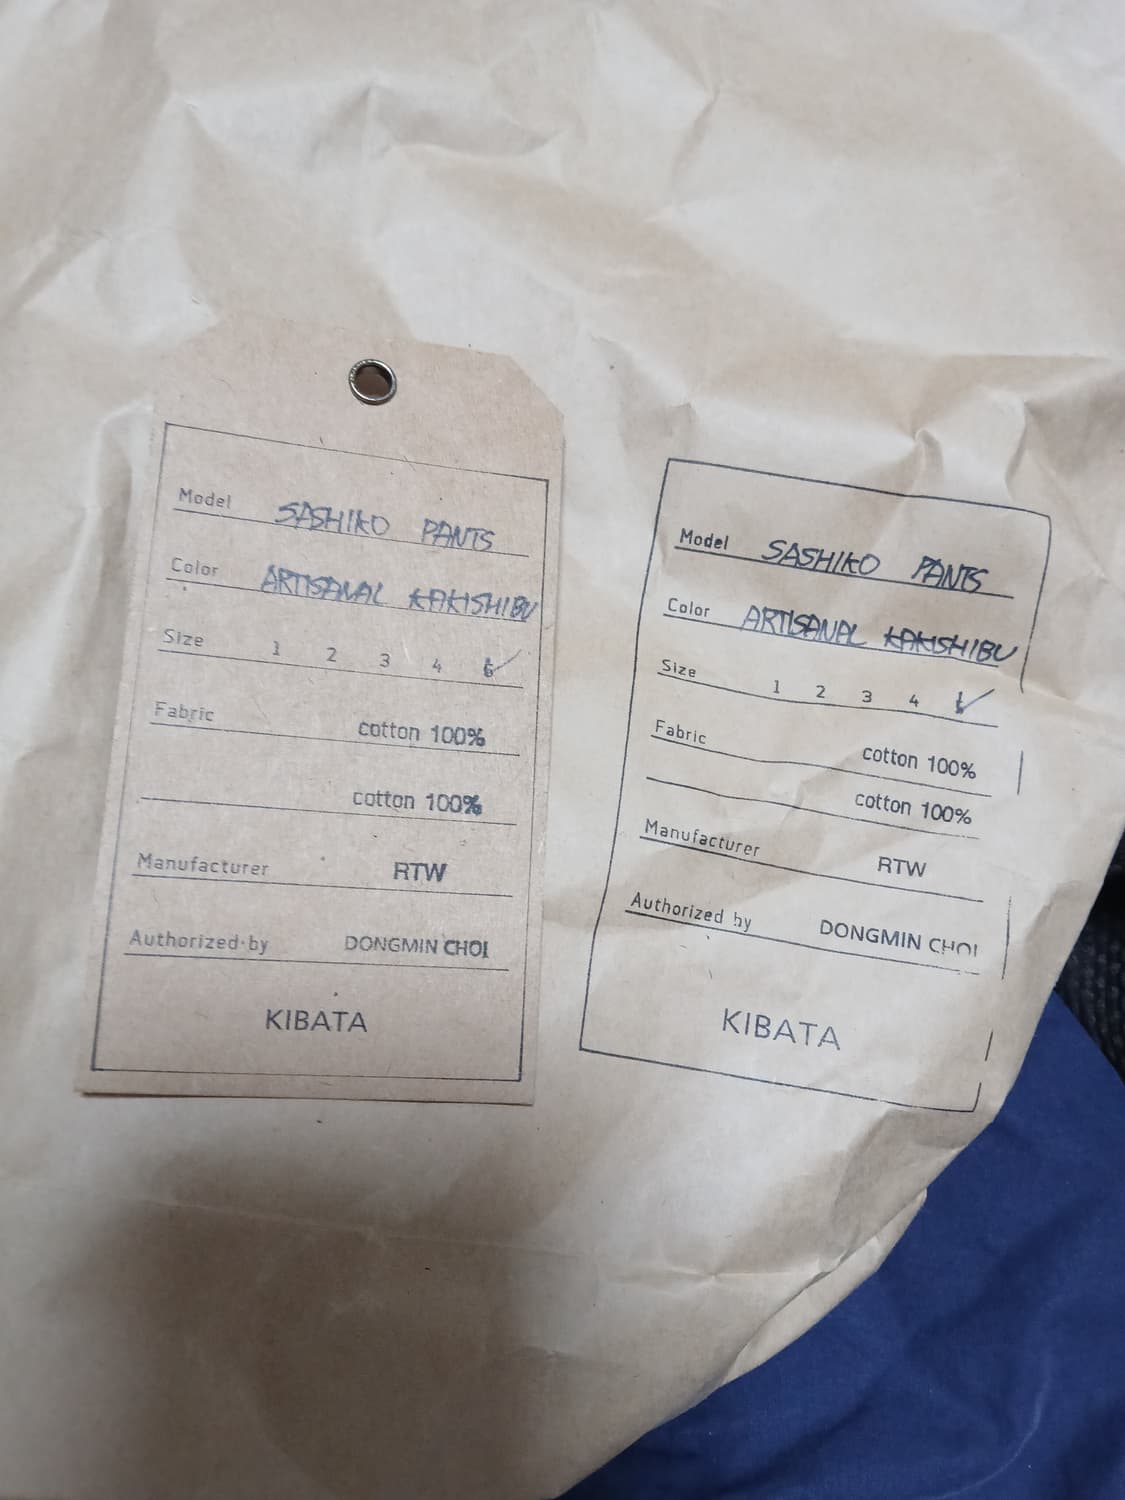 Model SASHIKO PANTS
Color ARTISANAL KAKISHIBU
Size 1 2 3 4
Fabric cotton 100%
cotton 100%
Manufacturer RTW
Authorized by DONGMIN CHOI
KIBATA
Model SASHIKO PANTS
Color ARTISANAL KAKISHIBU
Size 1 2 3 4
Fabric cotton 100%
cotton 100%
Manufacturer RTW
Authorized by DONGMIN CHOI
KIBATA